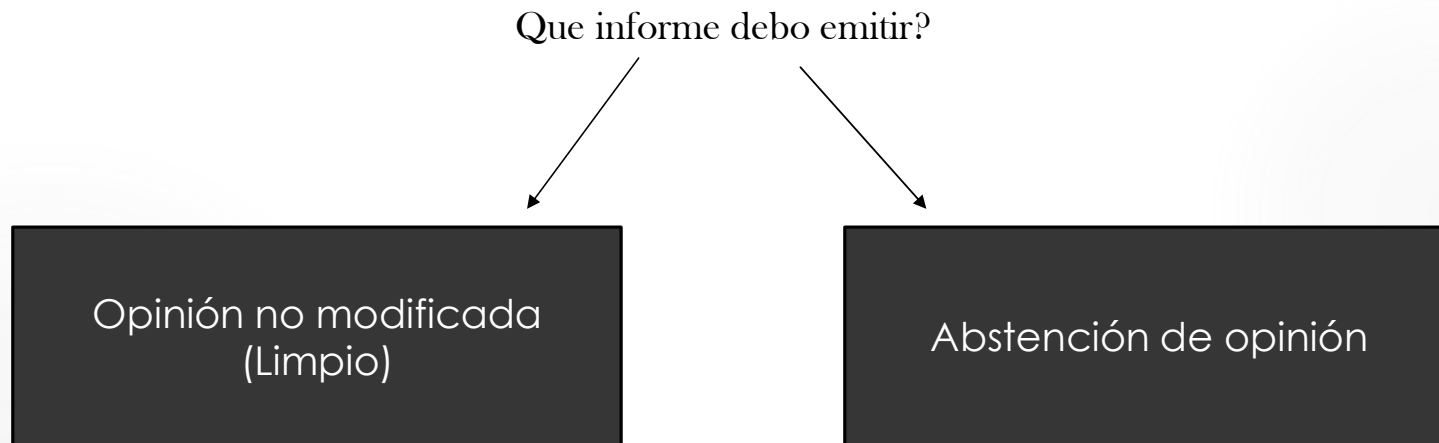 Que informe debo emitir?
Opinión no modificada
(Limpio)
Abstención de opinión